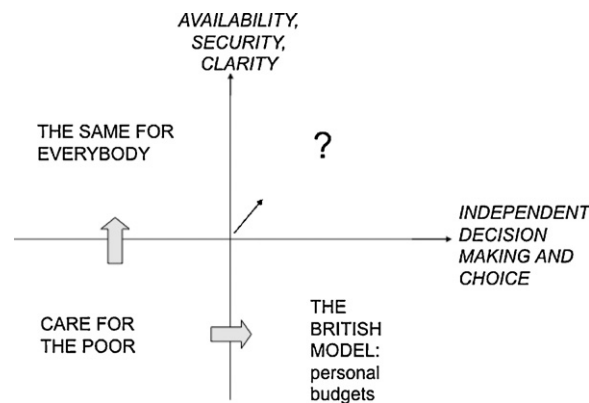 AVAILABILITY,
SECURITY,
CLARITY
THE SAME FOR
EVERYBODY
?
INDEPENDENT
DECISION
MAKING AND
CHOICE
CARE FOR
THE POOR
THE
BRITISH
MODEL:
personal
budgets